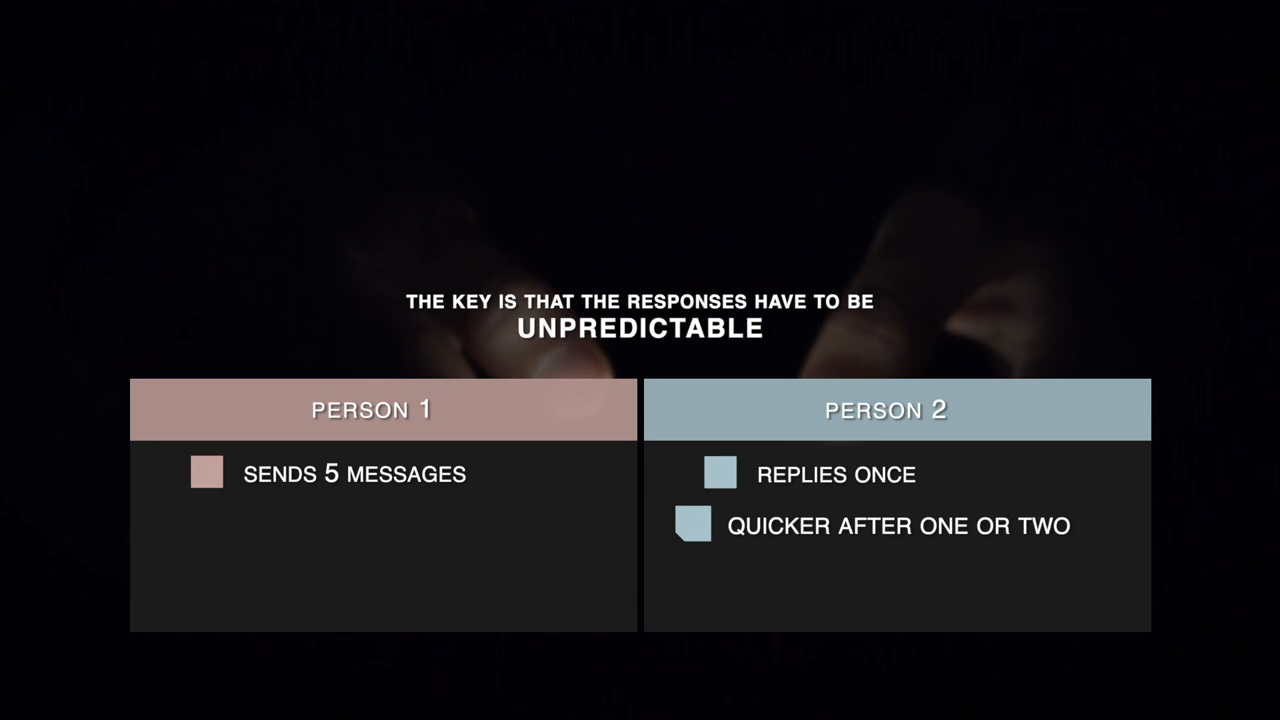 THE KEY IS THAT THE RESPONSES HAVE TO BE
UNPREDICTABLE
PERSON 1
PERSON 2
SENDS 5 MESSAGES
REPLIES ONCE
QUICKER AFTER ONE OR TWO